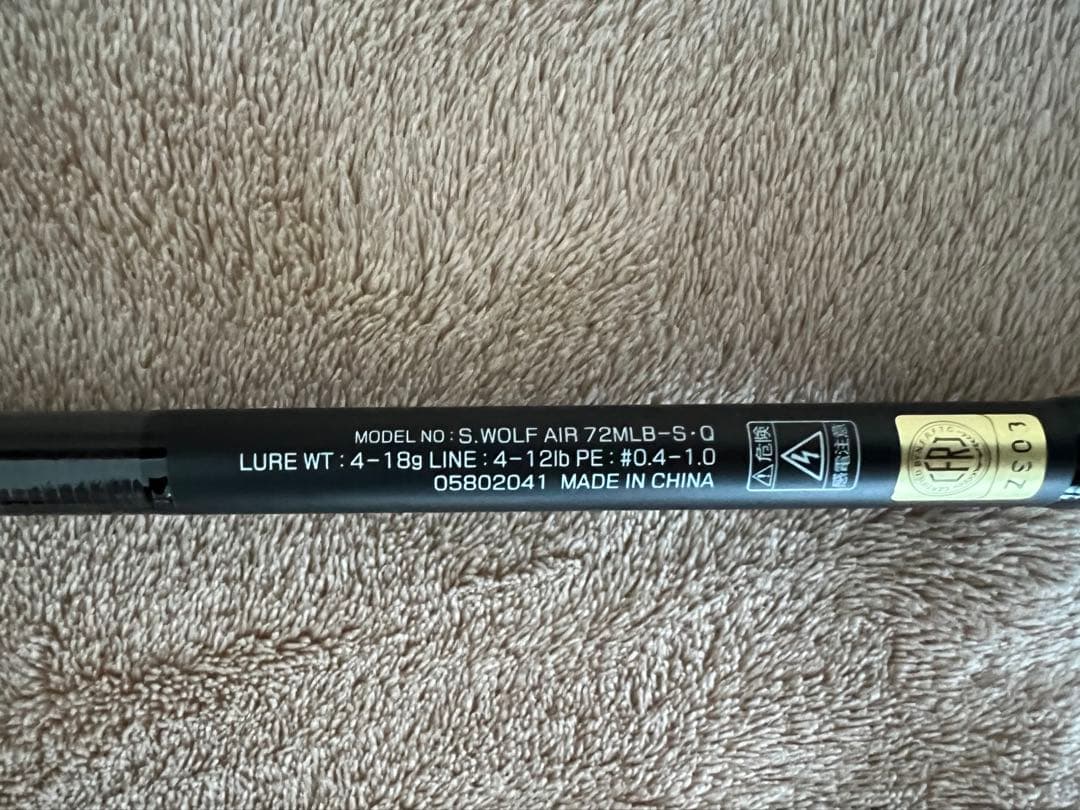 MODEL NO : S.WOLF AIR 72MLB-S・Q
LURE WT : 4-18g LINE : 4-12lb PE : #0.4-1.0
05802041 MADE IN CHINA
危険
感電注意
CFRJ